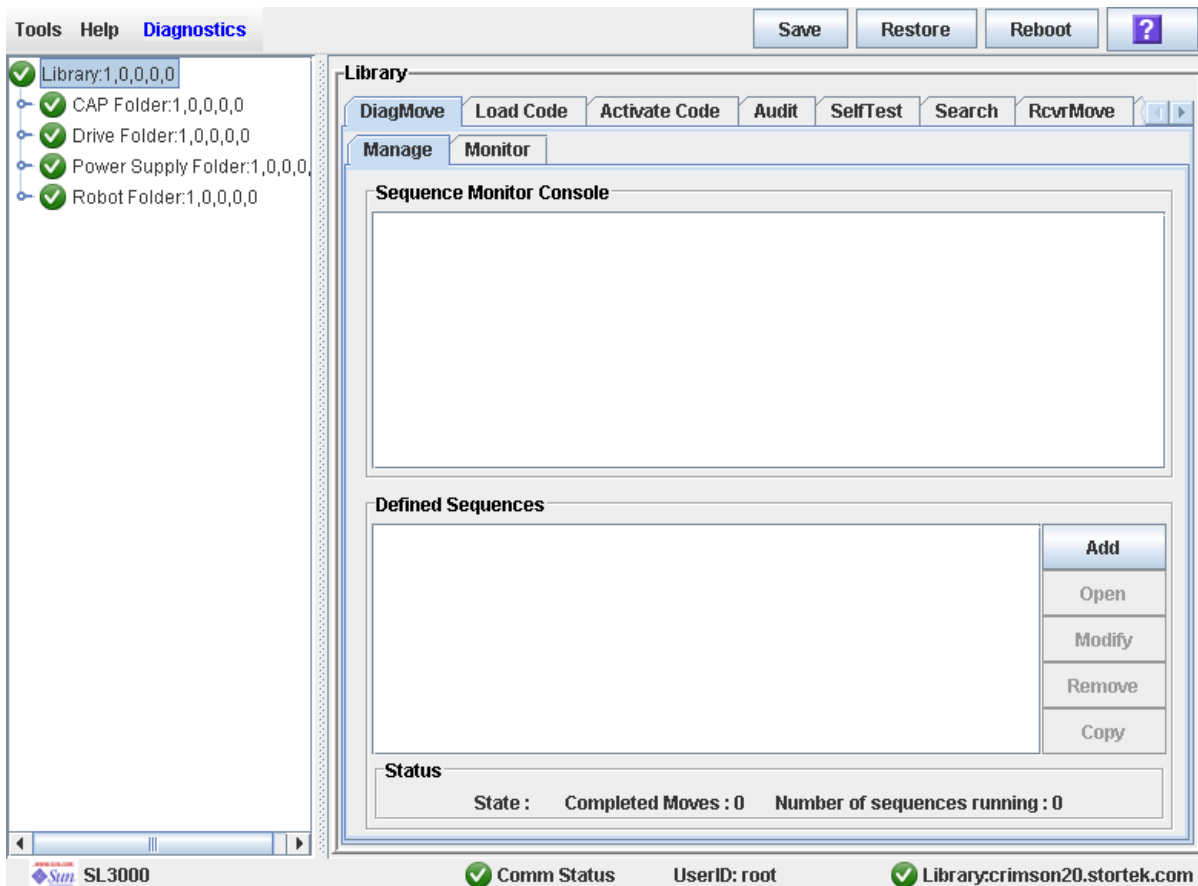 Tools Help Diagnostics
Save Restore Reboot ?
Library:1,0,0,0,0
CAP Folder:1,0,0,0,0
Drive Folder:1,0,0,0,0
Power Supply Folder:1,0,0,0,
Robot Folder:1,0,0,0,0
Library
DiagMove Load Code Activate Code Audit SelfTest Search RcvrMove
Manage Monitor
Sequence Monitor Console
Defined Sequences
Add
Open
Modify
Remove
Copy
Status
State : Completed Moves : 0 Number of sequences running : 0
Sun SL3000 Comm Status UserID: root Library:crimson20.stortek.com